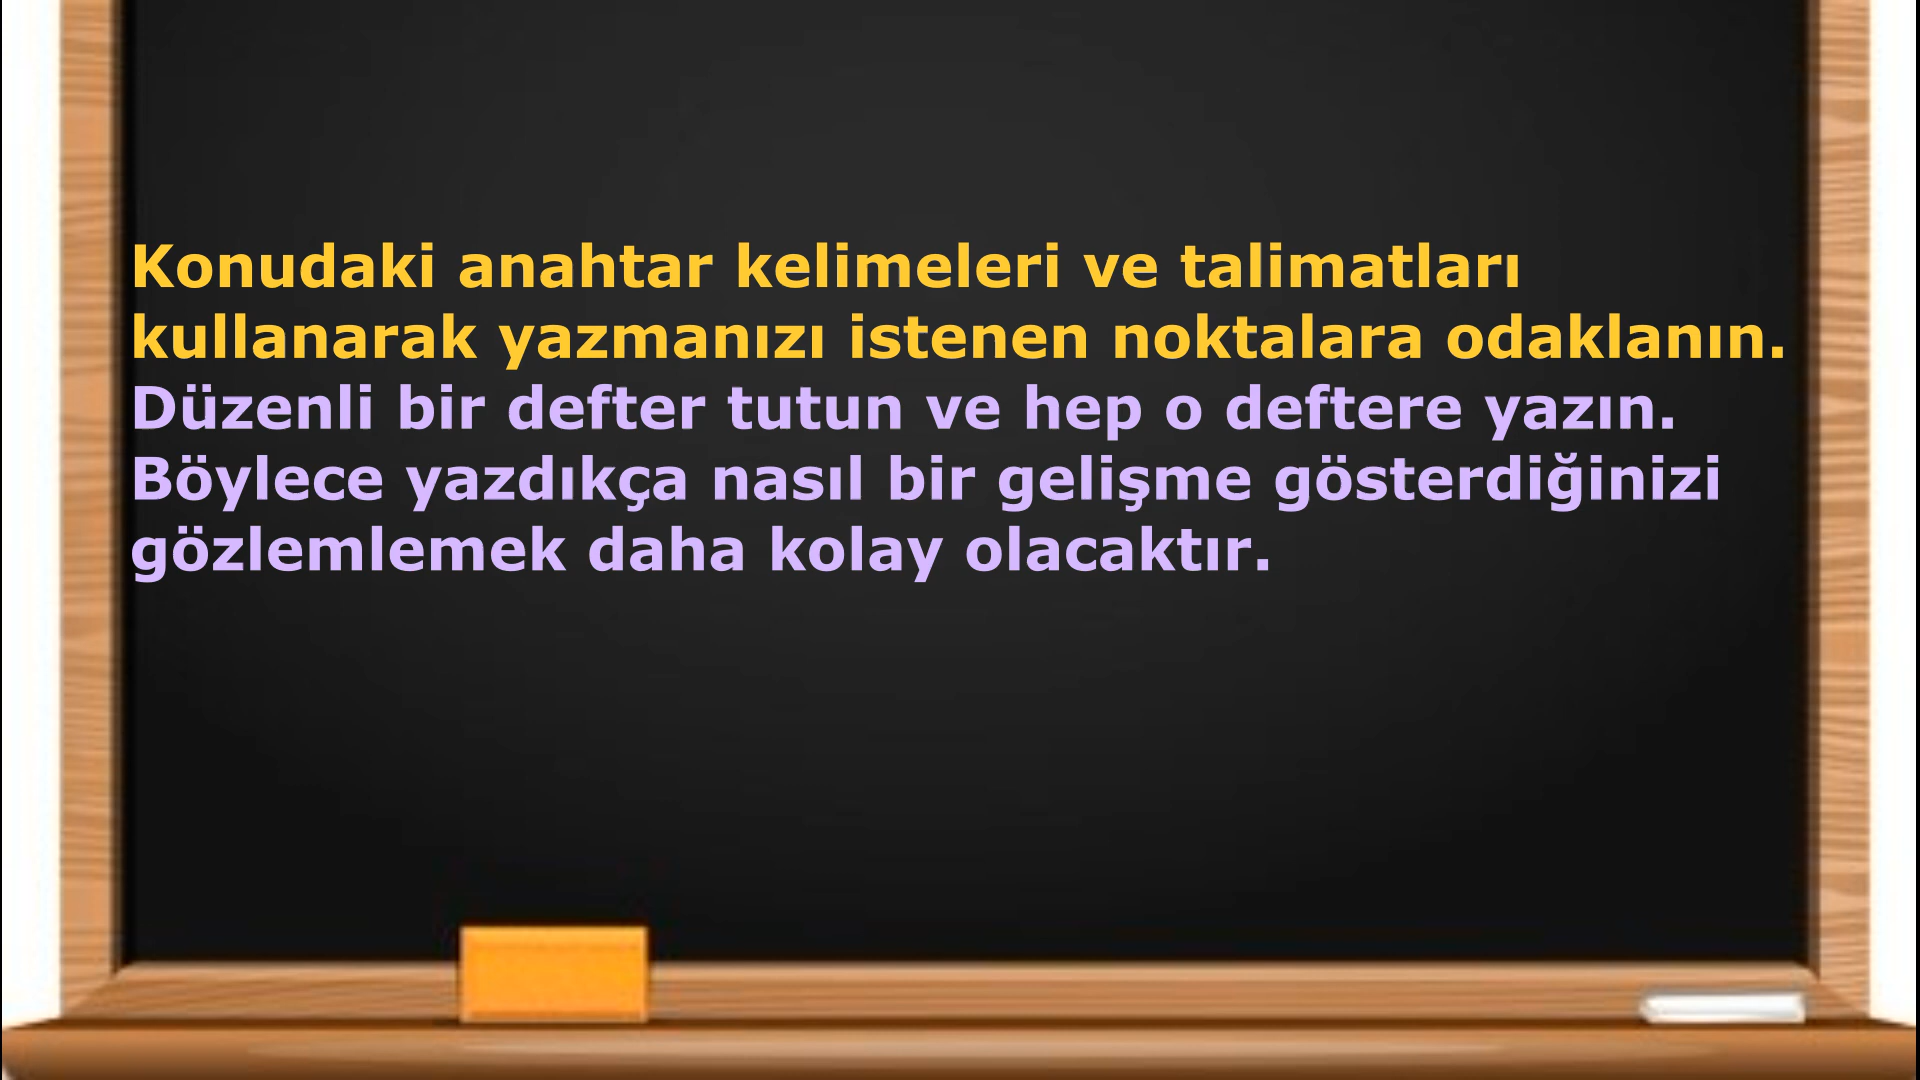 Konudaki anahtar kelimeleri ve talimatları
kullanarak yazmanızı istenen noktalara odaklanın.
Düzenli bir defter tutun ve hep o deftere yazın.
Böylece yazdıkça nasıl bir gelişme gösterdiğinizi
gözlemlemek daha kolay olacaktır.